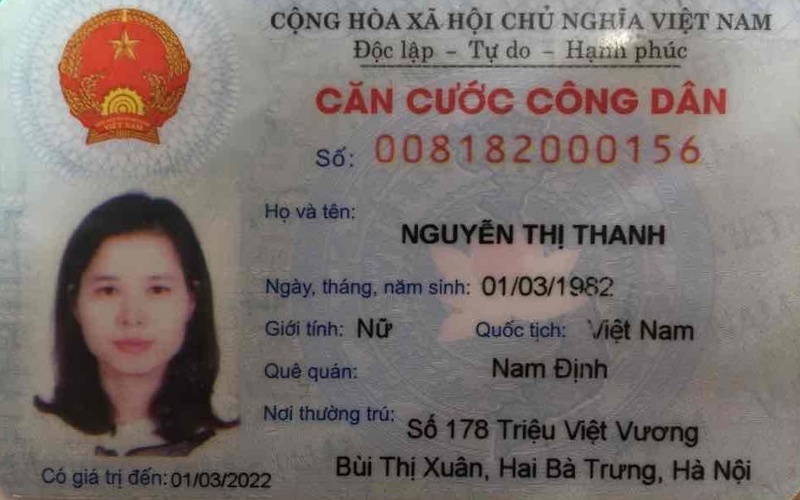 CỘNG HÒA XÃ HỘI CHỦ NGHĨA VIỆT NAM
Độc lập - Tự do - Hạnh phúc
CĂN CƯỚC CÔNG DÂN
Số: 008182000156
Họ và tên:
NGUYỄN THỊ THANH
Ngày, tháng, năm sinh: 01/03/1982
Giới tính: Nữ Quốc tịch: Việt Nam
Quê quán: Nam Định
Nơi thường trú: Số 178 Triệu Việt Vương
Bùi Thị Xuân, Hai Bà Trưng, Hà Nội
Có giá trị đến: 01/03/2022
VIỆT NAM